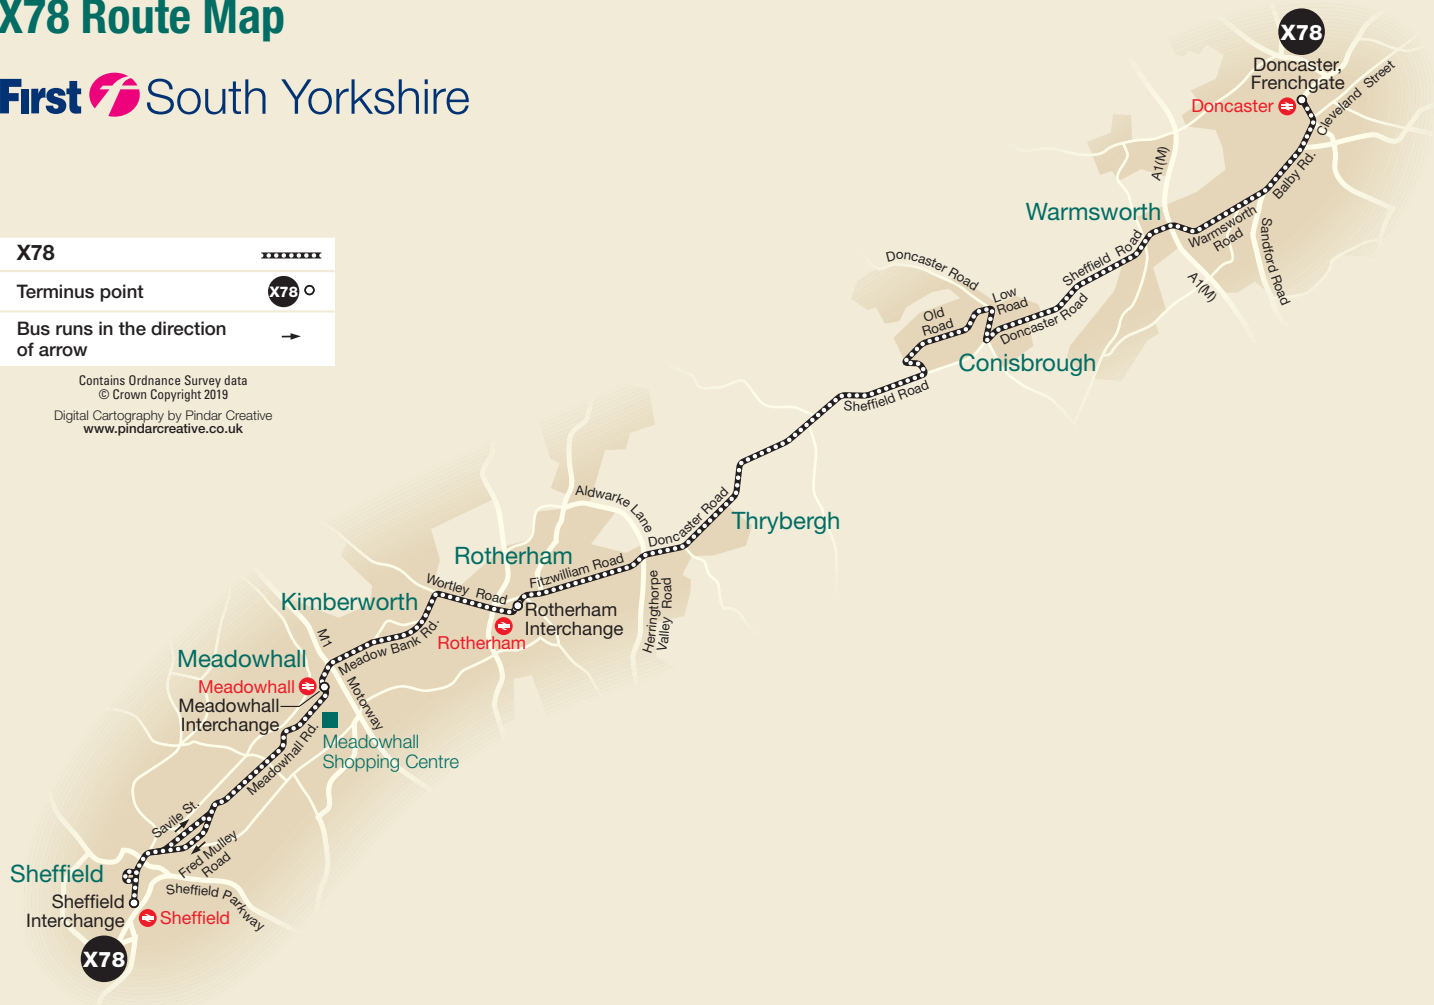 X78 Route Map
First South Yorkshire
X78
Terminus point
X78
Bus runs in the direction
of arrow
Contains Ordnance Survey data
© Crown Copyright 2019
Digital Cartography by Pindar Creative
www.pindarcreative.co.uk
X78
Doncaster,
Frenchgate
Doncaster
Cleveland Street
A1(M)
Balby Rd.
Warmsworth
Warmsworth
Road
Sandford Road
A1(M)
Sheffield Road
Doncaster Road
Low
Road
Old
Road
Doncaster Road
Conisbrough
Sheffield Road
Thrybergh
Doncaster Road
Aldwarke Lane
Rotherham
Fitzwilliam Road
Wortley Road
Herringthorpe
Valley Road
Rotherham
Interchange
Rotherham
Kimberworth
M1
Meadow Bank Rd.
Meadowhall
Meadowhall
Meadowhall
Interchange
Motorway
Meadowhall
Shopping Centre
Meadowhall Rd.
Savile St.
Fred Mulley
Road
Sheffield
Sheffield Parkway
Sheffield
Interchange
Sheffield
X78